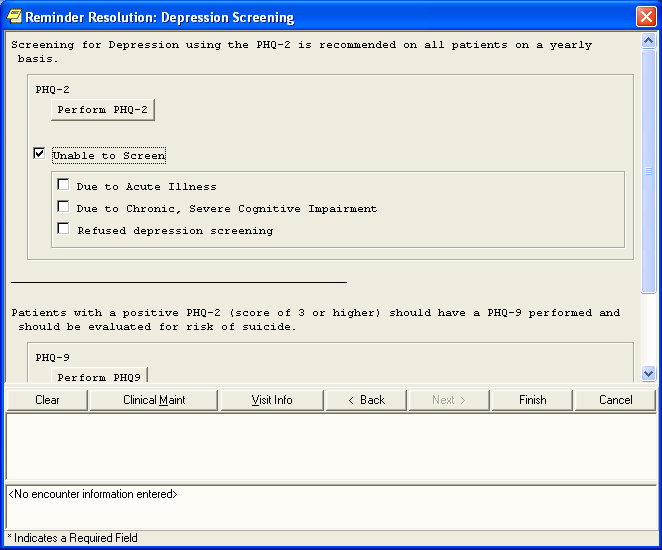 Reminder Resolution: Depression Screening
Screening for Depression using the PHQ-2 is recommended on all patients on a yearly
basis.
PHQ-2
Perform PHQ-2
Unable to Screen
Due to Acute Illness
Due to Chronic, Severe Cognitive Impairment
Refused depression screening
Patients with a positive PHQ-2 (score of 3 or higher) should have a PHQ-9 performed and
should be evaluated for risk of suicide.
PHQ-9
Perform PHQ9
Clear Clinical Maint Visit Info < Back Next > Finish Cancel
<No encounter information entered>
* Indicates a Required Field